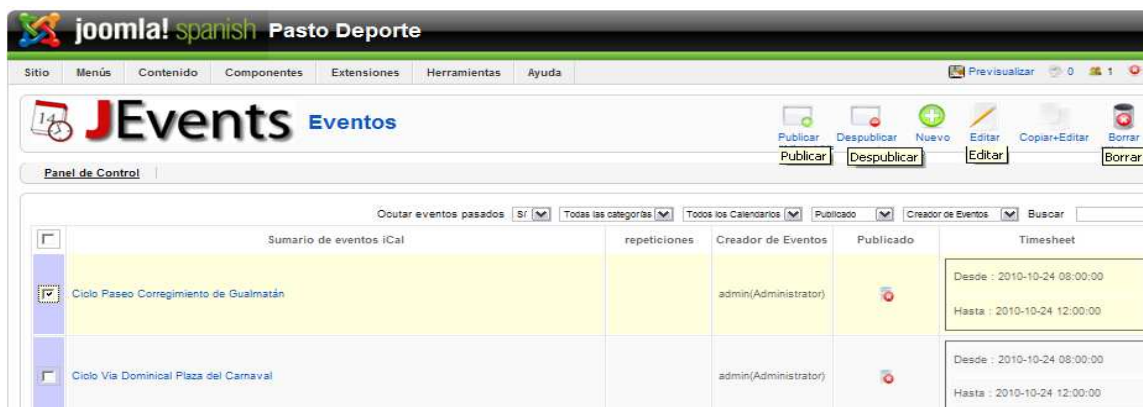 joomla! spanish Pasto Deporte
Sitio Menús Contenido Componentes Extensiones Herramientas Ayuda Previsualizar 0 1
14 JEvents Eventos
Publicar Despublicar Nuevo Editar Copiar+Editar Borrar
Publicar Despublicar Editar Borrar
Panel de Control
Ocutar eventos pasados Sí Todas las categorías Todos los Calendarios Publicado Creador de Eventos Buscar
Sumario de eventos iCal repeticiones Creador de Eventos Publicado Timesheet
Desde : 2010-10-24 08:00:00
Ciclo Paseo Corregimiento de Gualmatán admin(Administrator)
Hasta : 2010-10-24 12:00:00
Desde : 2010-10-24 08:00:00
Ciclo Via Dominical Plaza del Carnaval admin(Administrator)
Hasta : 2010-10-24 12:00:00